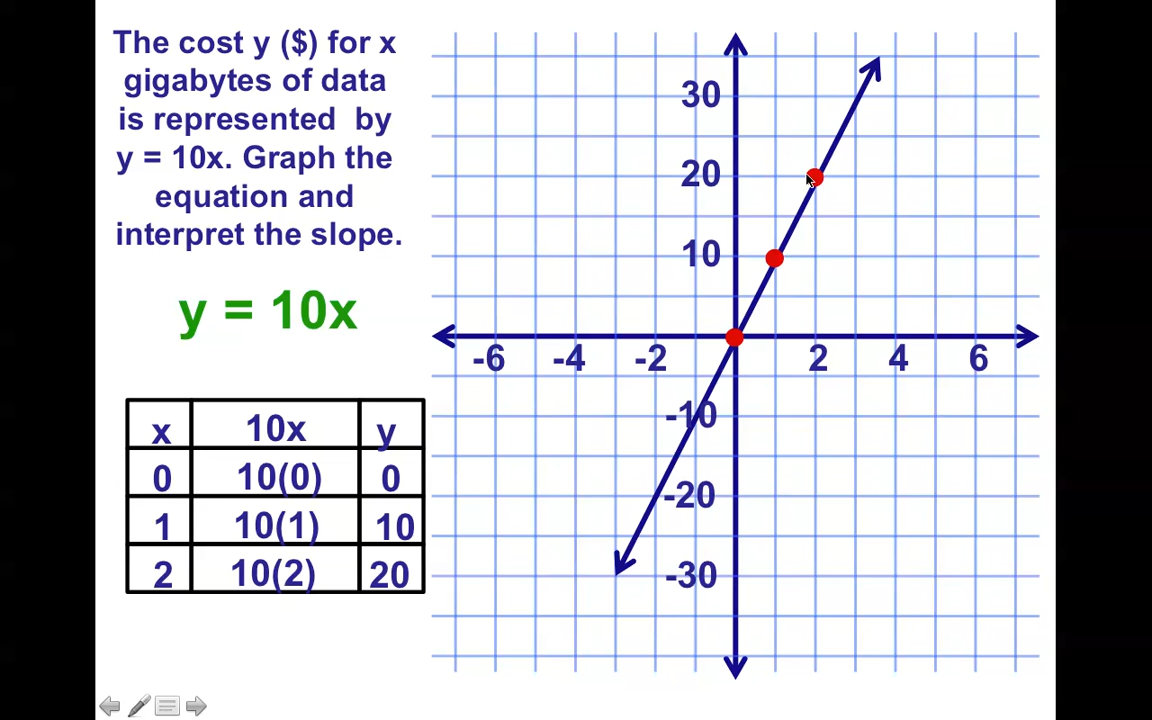 The cost y ($) for x
gigabytes of data
is represented by
y = 10x. Graph the
equation and
interpret the slope.
y = 10x
x 10x y
0 10(0) 0
1 10(1) 10
2 10(2) 20
30
20
10
-6 -4 -2 2 4 6
-10
-20
-30